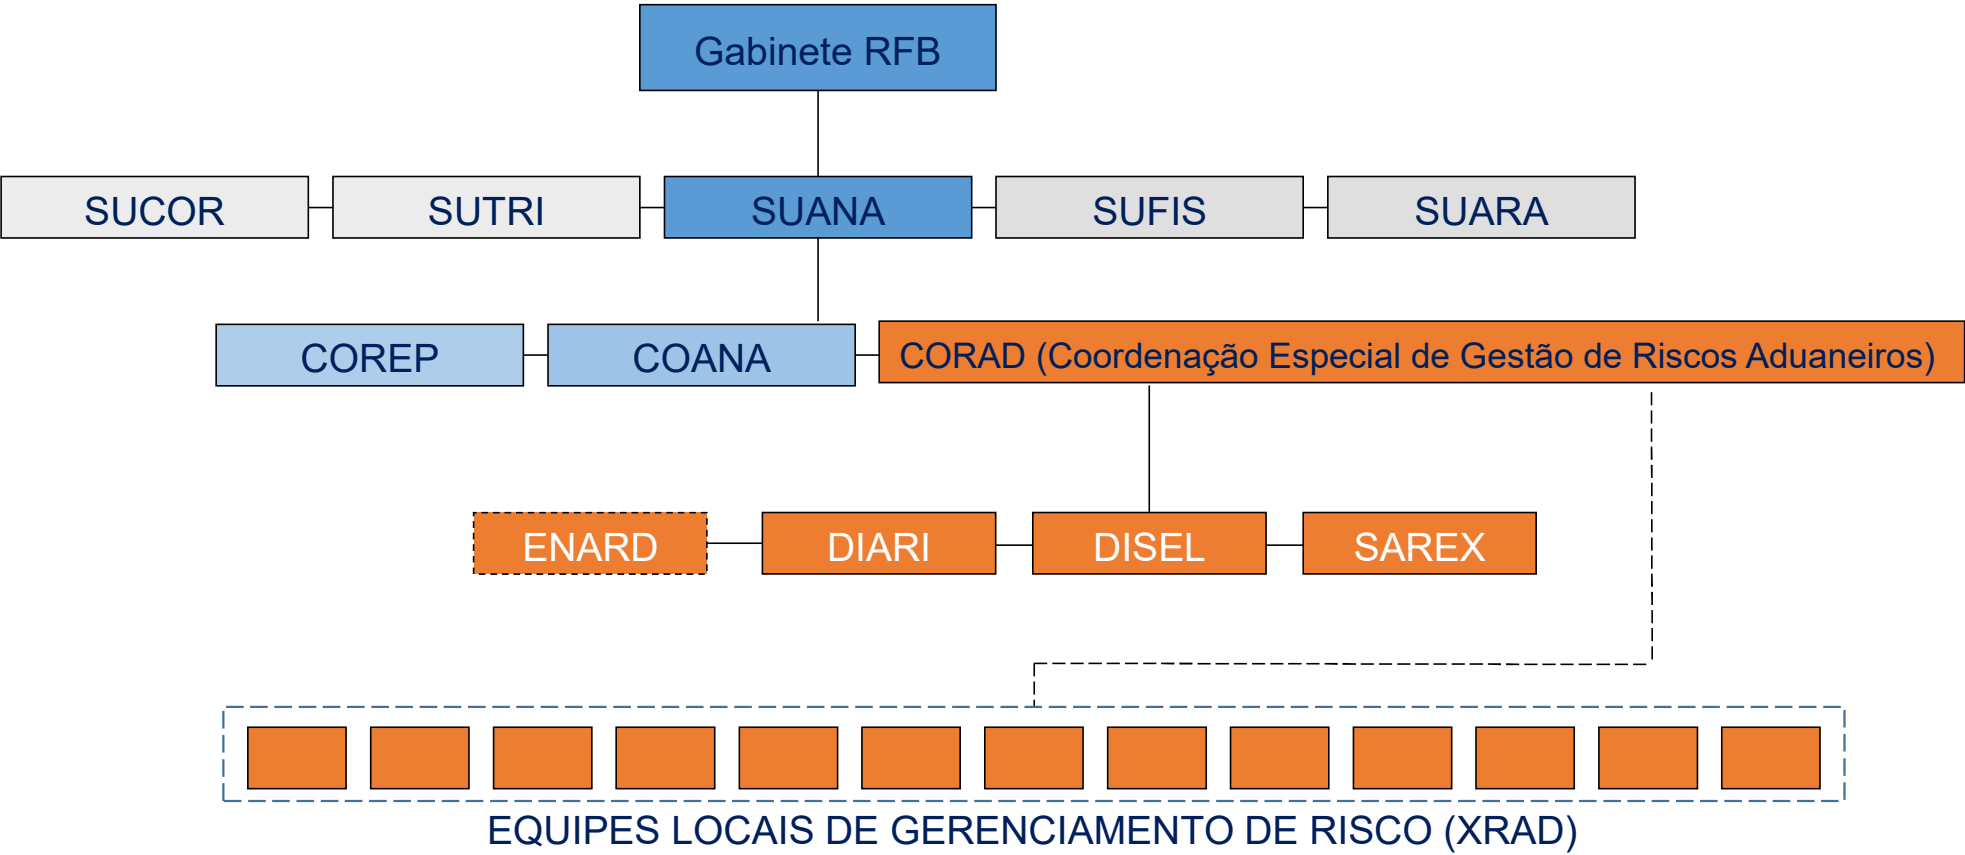 Gabinete RFB
SUCOR
SUTRI
SUANA
SUFIS
SUARA
COREP
COANA
CORAD (Coordenação Especial de Gestão de Riscos Aduaneiros)
ENARD
DIARI
DISEL
SAREX
EQUIPES LOCAIS DE GERENCIAMENTO DE RISCO (XRAD)